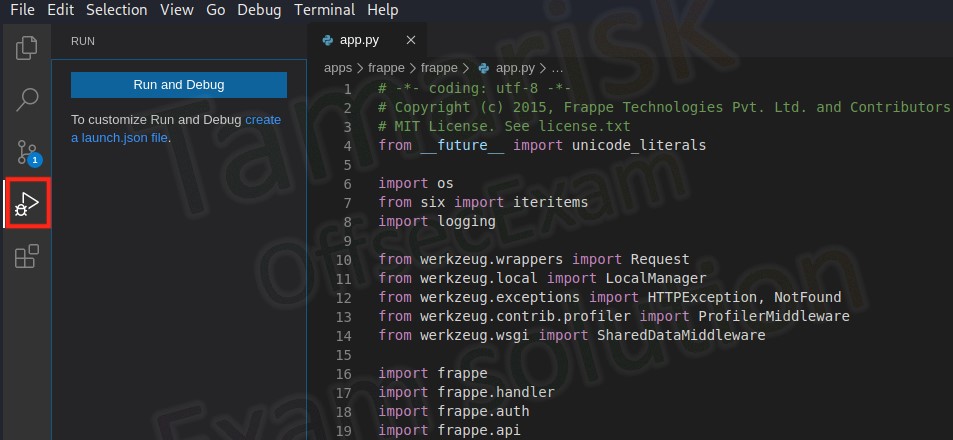 File Edit Selection View Go Debug Terminal Help
RUN
Run and Debug
To customize Run and Debug create
a launch.json file.
1
app.py
apps > frappe > frappe > app.py > ...
1 # -*- coding: utf-8 -*-
2 # Copyright (c) 2015, Frappe Technologies Pvt. Ltd. and Contributors
3 # MIT License. See license.txt
4 from __future__ import unicode_literals
5
6 import os
7 from six import iteritems
8 import logging
9
10 from werkzeug.wrappers import Request
11 from werkzeug.local import LocalManager
12 from werkzeug.exceptions import HTTPException, NotFound
13 from werkzeug.contrib.profiler import ProfilerMiddleware
14 from werkzeug.wsgi import SharedDataMiddleware
15
16 import frappe
17 import frappe.handler
18 import frappe.auth
19 import frappe.api
Tamarisk
OffsecExam
Exam solution